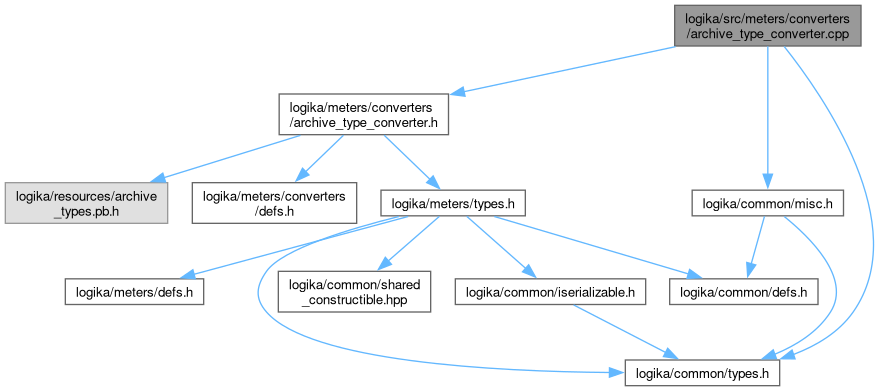 logika/src/meters/converters
/archive_type_converter.cpp
logika/meters/converters
/archive_type_converter.h
logika/resources/archive
_types.pb.h
logika/meters/converters
/defs.h
logika/meters/types.h
logika/common/misc.h
logika/meters/defs.h
logika/common/shared
_constructible.hpp
logika/common/iserializable.h
logika/common/defs.h
logika/common/types.h